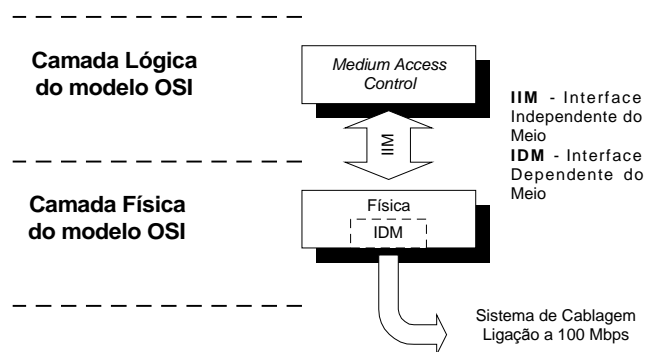 Camada Lógica
do modelo OSI
Medium Access
Control
IIM - Interface
Independente do
Meio
IDM - Interface
Dependente do
Meio
IIM
Camada Física
do modelo OSI
Física
IDM
Sistema de Cablagem
Ligação a 100 Mbps